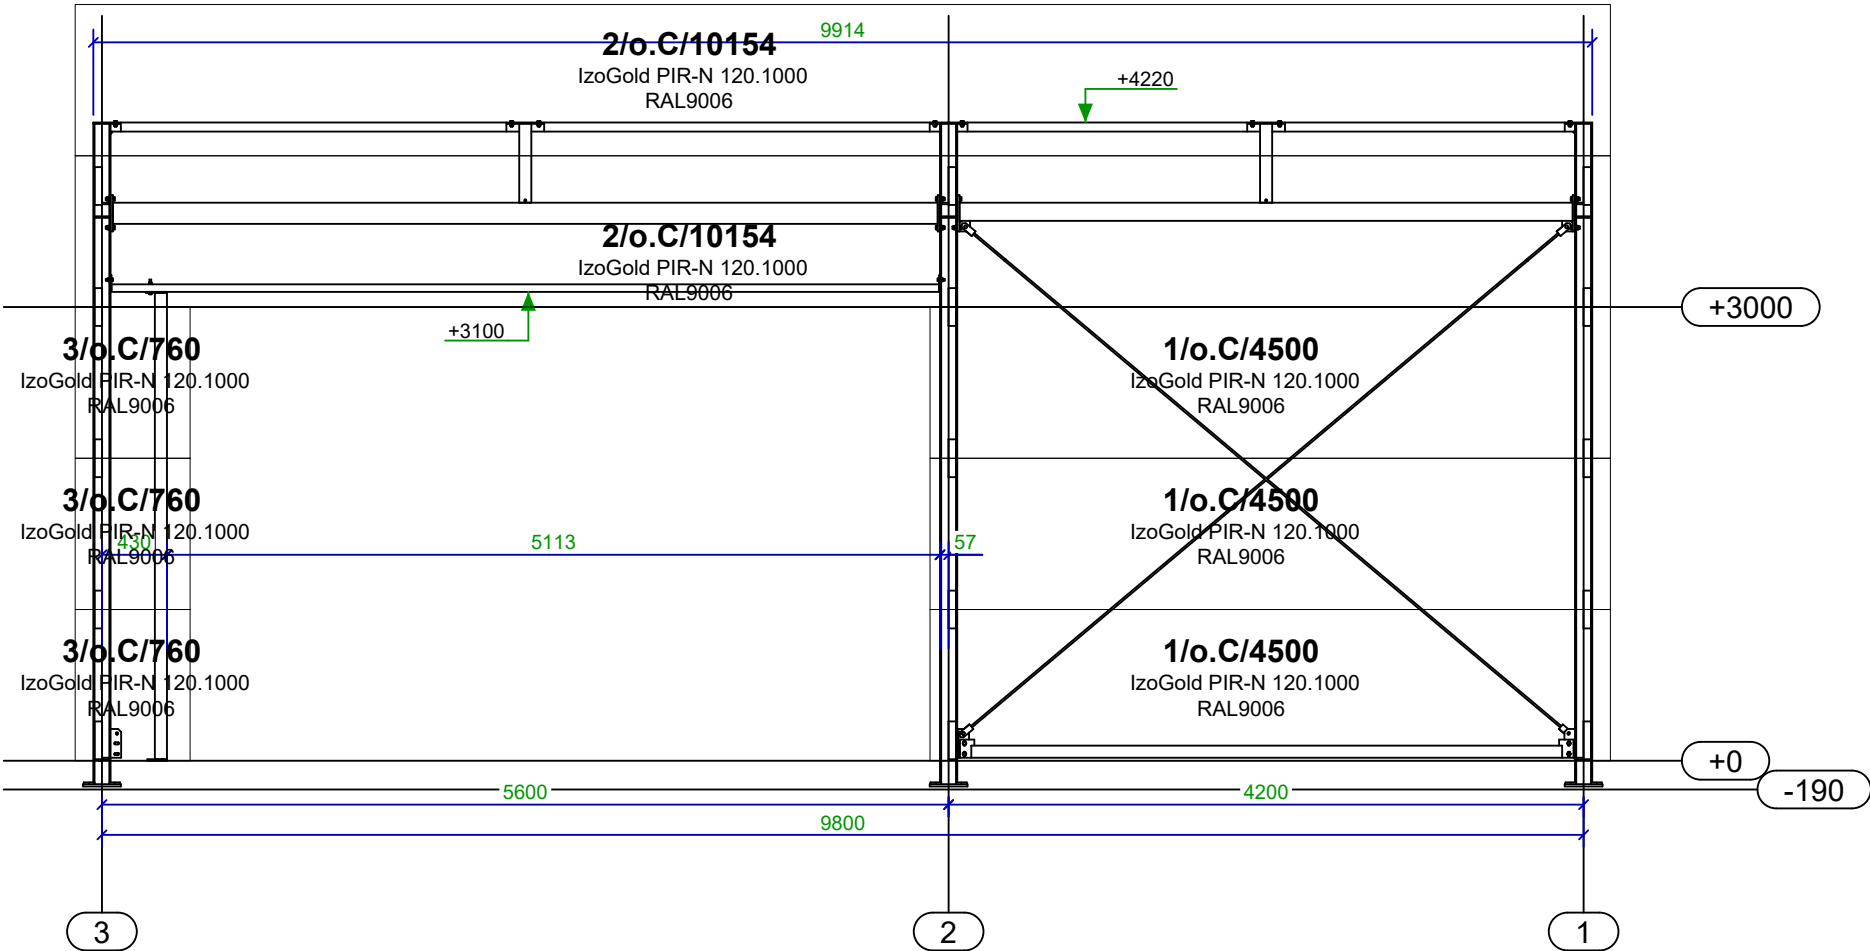 9914
2/o.C/10154
IzoGold PIR-N 120.1000
RAL9006
+4220
2/o.C/10154
IzoGold PIR-N 120.1000
RAL9006
+3000
+3100
3/o.C/760
IzoGold PIR-N 120.1000
RAL9006
1/o.C/4500
IzoGold PIR-N 120.1000
RAL9006
3/o.C/760
IzoGold PIR-N 120.1000
RAL9006
430
5113
57
1/o.C/4500
IzoGold PIR-N 120.1000
RAL9006
3/o.C/760
IzoGold PIR-N 120.1000
RAL9006
1/o.C/4500
IzoGold PIR-N 120.1000
RAL9006
+0
-190
5600
4200
9800
3
2
1